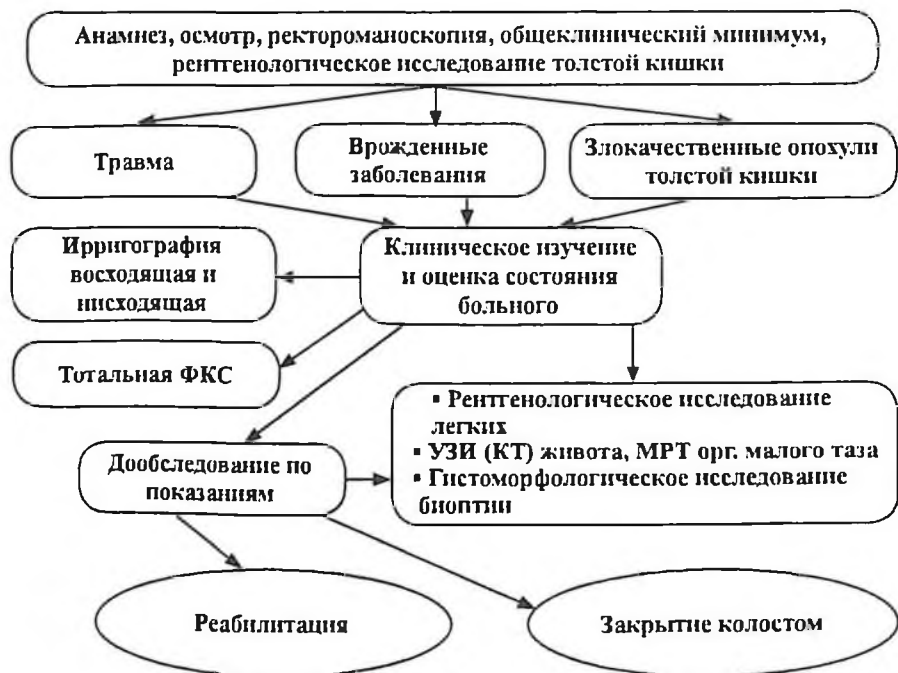 Анамнез, осмотр, ректороманоскопия, общеклинический минимум,
рентгенологическое исследование толстой кишки
Травма
Врожденные
заболевания
Злокачественные опохули
толстой кишки
Ирригография
восходящая и
нисходящая
Клиническое изучение
и оценка состояния
больного
Тотальная ФКС
▪ Рентгенологическое исследование
легких
▪ УЗИ (КТ) живота, МРТ орг. малого таза
▪ Гистоморфологическое исследование
биоптии
Дообследование по
показаниям
Реабилитация
Закрытие колостом